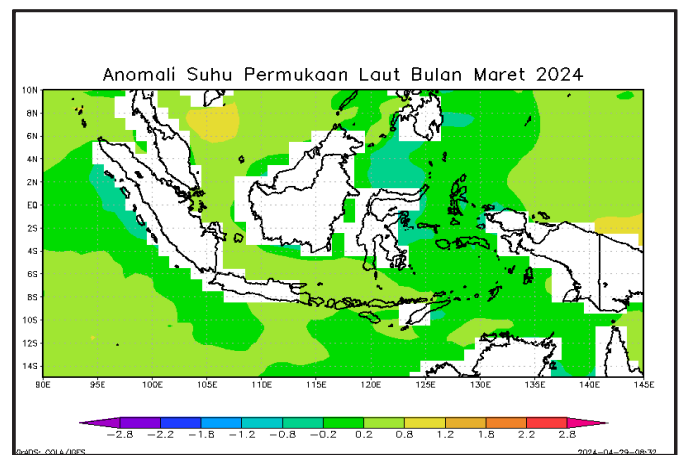 Anomali Suhu Permukaan Laut Bulan Maret 2024
10N
8N
6N
4N
2N
EQ
2S
4S
6S
8S
10S
12S
14S
90E 95E 100E 105E 110E 115E 120E 125E 130E 135E 140E 145E
-2.8 -2.2 -1.8 -1.2 -0.8 -0.2 0.2 0.8 1.2 1.8 2.2 2.8
GrADS: COLA/IGES 2024-04-29-08:32